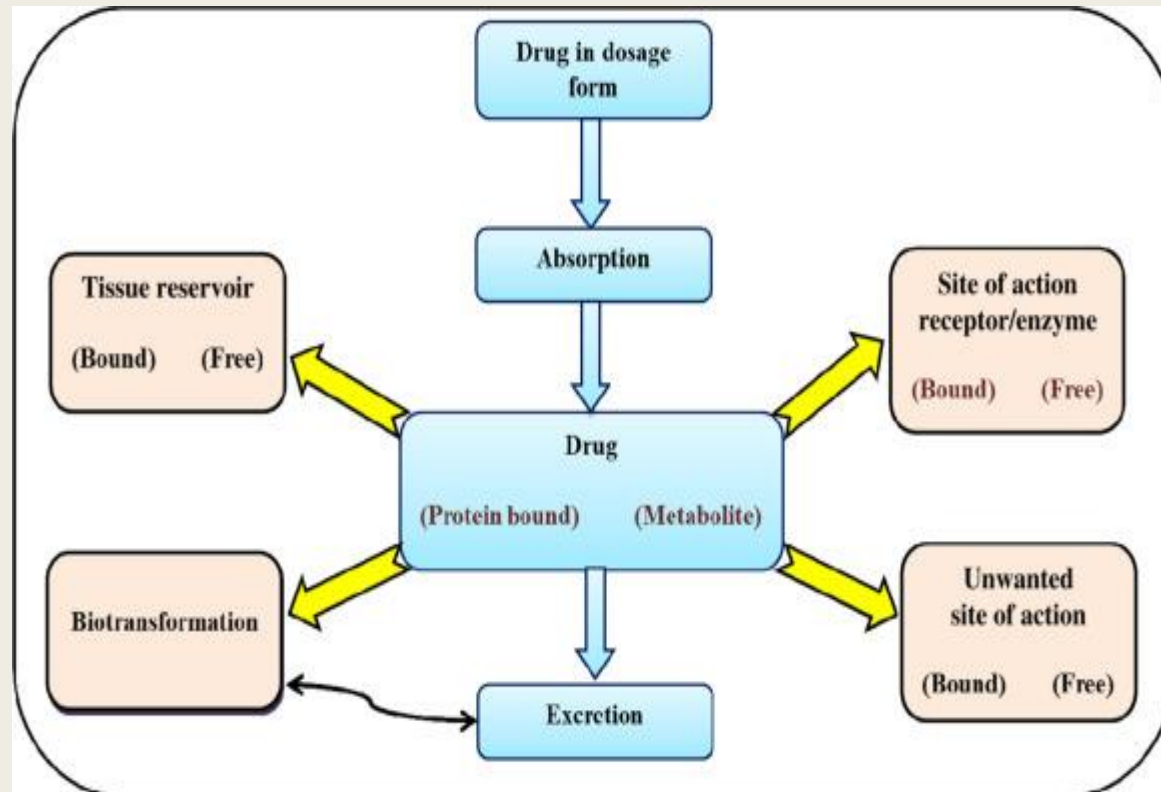 Drug in dosage
form
Absorption
Tissue reservoir
(Bound) (Free)
Site of action
receptor/enzyme
(Bound) (Free)
Drug
(Protein bound) (Metabolite)
Biotransformation
Unwanted
site of action
(Bound) (Free)
Excretion